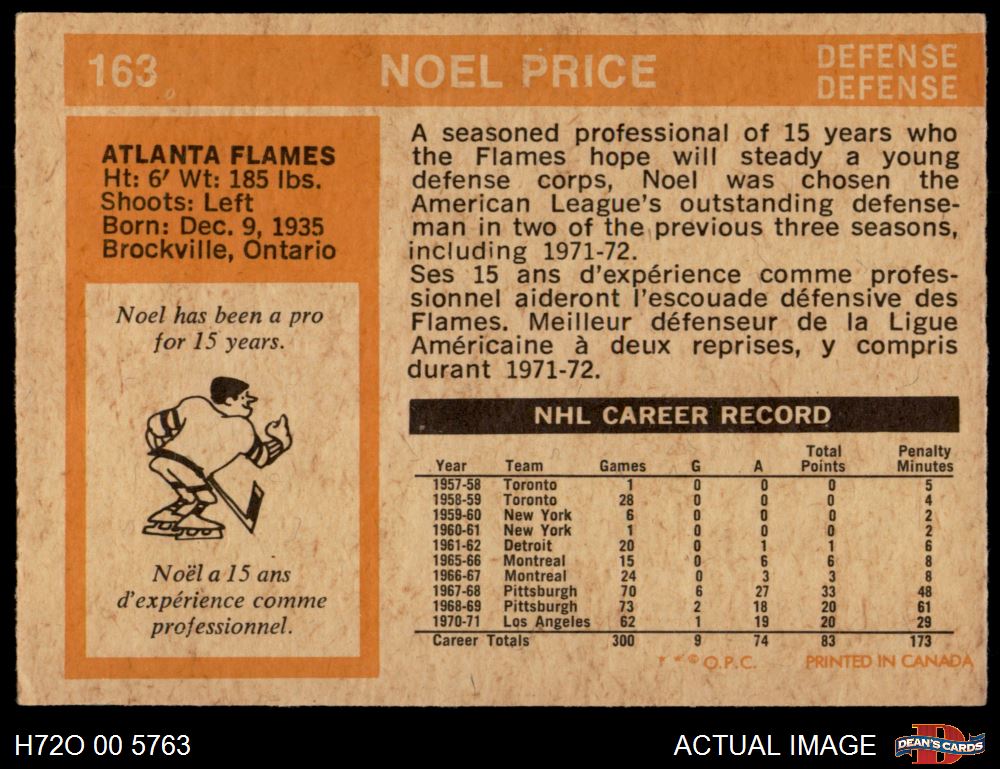 163 NOEL PRICE DEFENSE
DEFENSE
ATLANTA FLAMES
Ht: 6′ Wt: 185 lbs.
Shoots: Left
Born: Dec. 9, 1935
Brockville, Ontario
Noel has been a pro
for 15 years.
Noël a 15 ans
d'expérience comme
professionnel.
A seasoned professional of 15 years who
the Flames hope will steady a young
defense corps, Noel was chosen the
American League's outstanding defense-
man in two of the previous three seasons,
including 1971-72.
Ses 15 ans d'expérience comme profes-
sionnel aideront l'escouade défensive des
Flames. Meilleur défenseur de la Ligue
Américaine à deux reprises, y compris
durant 1971-72.
NHL CAREER RECORD
Year Team Games G A Total Points Penalty Minutes
1957-58 Toronto 1 0 0 0 5
1958-59 Toronto 28 0 0 0 4
1959-60 New York 6 0 0 0 2
1960-61 New York 1 0 0 0 2
1961-62 Detroit 20 0 1 1 6
1965-66 Montreal 15 0 6 6 8
1966-67 Montreal 24 0 3 3 8
1967-68 Pittsburgh 70 6 27 33 48
1968-69 Pittsburgh 73 2 18 20 61
1970-71 Los Angeles 62 1 19 20 29
Career Totals 300 9 74 83 173
© O.P.C. PRINTED IN CANADA
H72O 00 5763 ACTUAL IMAGE DEAN'S CARDS